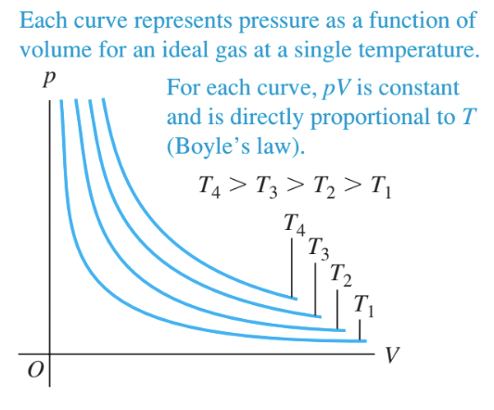 Each curve represents pressure as a function of
volume for an ideal gas at a single temperature.
p
For each curve, pV is constant
and is directly proportional to T
(Boyle’s law).
T₄ > T₃ > T₂ > T₁
T₄
T₃
T₂
T₁
V
O